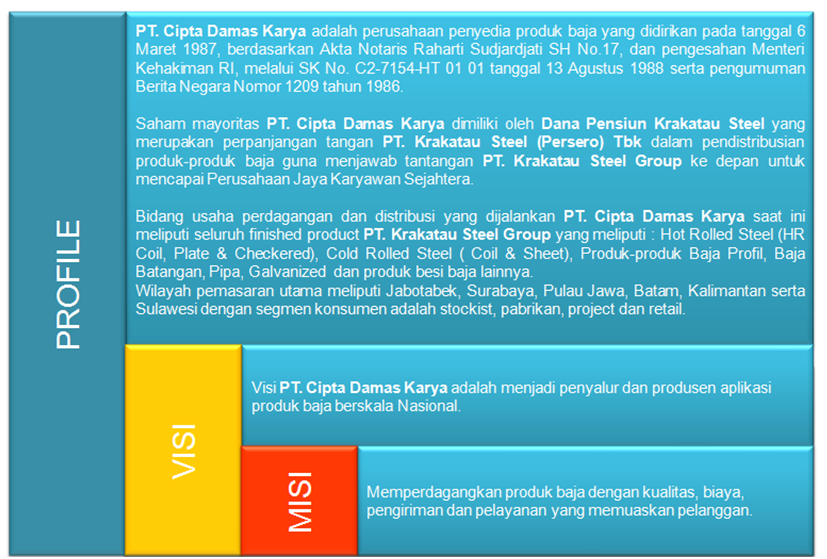 PROFILE
PT. Cipta Damas Karya adalah perusahaan penyedia produk baja yang didirikan pada tanggal 6
Maret 1987, berdasarkan Akta Notaris Raharti Sudjardjati SH No.17, dan pengesahan Menteri
Kehakiman RI, melalui SK No. C2-7154-HT 01 01 tanggal 13 Agustus 1988 serta pengumuman
Berita Negara Nomor 1209 tahun 1986.
Saham mayoritas PT. Cipta Damas Karya dimiliki oleh Dana Pensiun Krakatau Steel yang
merupakan perpanjangan tangan PT. Krakatau Steel (Persero) Tbk dalam pendistribusian
produk-produk baja guna menjawab tantangan PT. Krakatau Steel Group ke depan untuk
mencapai Perusahaan Jaya Karyawan Sejahtera.
Bidang usaha perdagangan dan distribusi yang dijalankan PT. Cipta Damas Karya saat ini
meliputi seluruh finished product PT. Krakatau Steel Group yang meliputi : Hot Rolled Steel (HR
Coil, Plate & Checkered), Cold Rolled Steel ( Coil & Sheet), Produk-produk Baja Profil, Baja
Batangan, Pipa, Galvanized dan produk besi baja lainnya.
Wilayah pemasaran utama meliputi Jabotabek, Surabaya, Pulau Jawa, Batam, Kalimantan serta
Sulawesi dengan segmen konsumen adalah stockist, pabrikan, project dan retail.
VISI
Visi PT. Cipta Damas Karya adalah menjadi penyalur dan produsen aplikasi
produk baja berskala Nasional.
MISI
Memperdagangkan produk baja dengan kualitas, biaya,
pengiriman dan pelayanan yang memuaskan pelanggan.